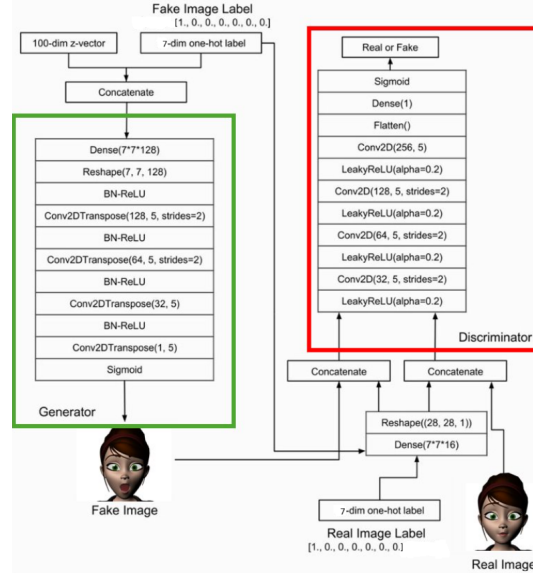 Fake Image Label
[1., 0., 0., 0., 0., 0., 0.]
100-dim z-vector
7-dim one-hot label
Concatenate
Dense(7*7*128)
Reshape(7, 7, 128)
BN-ReLU
Conv2DTranspose(128, 5, strides=2)
BN-ReLU
Conv2DTranspose(64, 5, strides=2)
BN-ReLU
Conv2DTranspose(32, 5)
BN-ReLU
Conv2DTranspose(1, 5)
Sigmoid
Generator
Fake Image
Real or Fake
Sigmoid
Dense(1)
Flatten()
Conv2D(256, 5)
LeakyReLU(alpha=0.2)
Conv2D(128, 5, strides=2)
LeakyReLU(alpha=0.2)
Conv2D(64, 5, strides=2)
LeakyReLU(alpha=0.2)
Conv2D(32, 5, strides=2)
LeakyReLU(alpha=0.2)
Discriminator
Concatenate
Concatenate
Reshape((28, 28, 1))
Dense(7*7*16)
7-dim one-hot label
Real Image Label
[1., 0., 0., 0., 0., 0., 0.]
Real Image